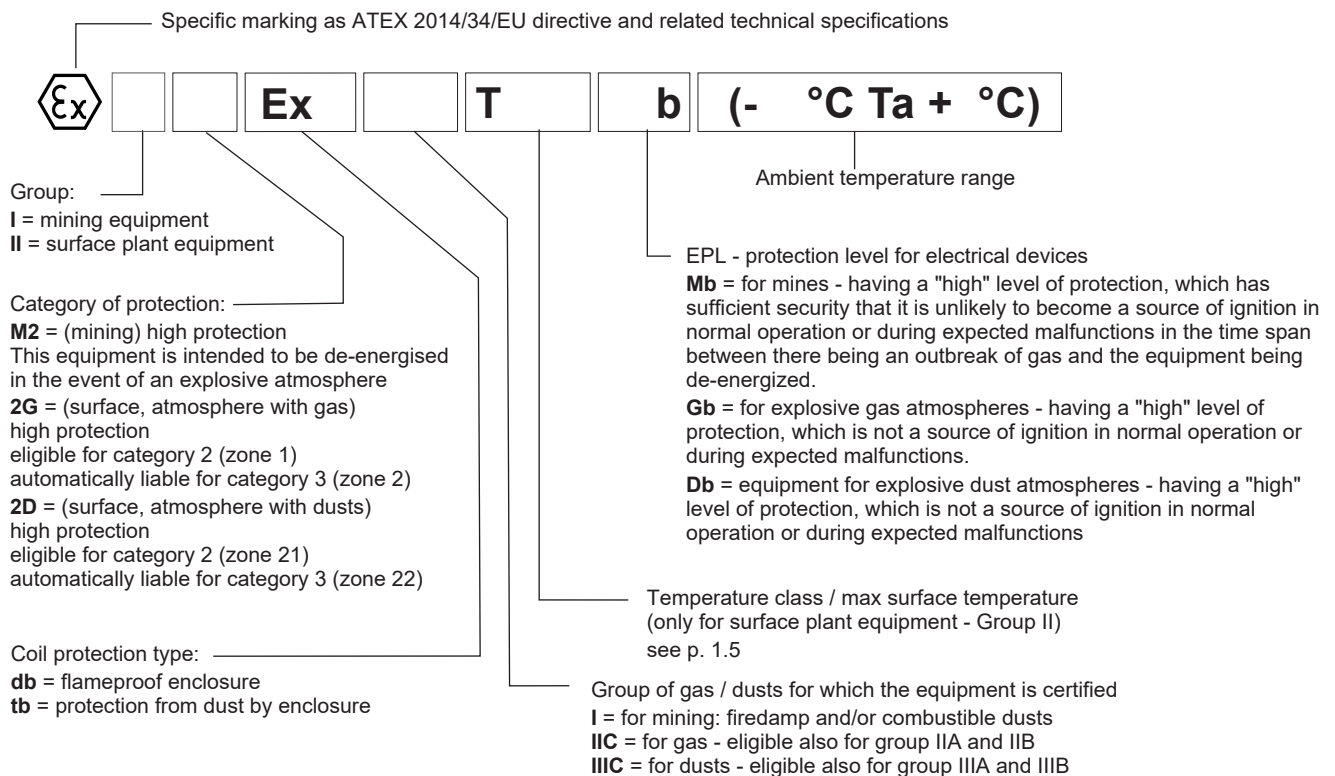 Specific marking as ATEX 2014/34/EU directive and related technical specifications
Ex Ex T b (- °C Ta + °C)
Ambient temperature range
Group:
I = mining equipment
II = surface plant equipment
Category of protection:
M2 = (mining) high protection
This equipment is intended to be de-energised
in the event of an explosive atmosphere
2G = (surface, atmosphere with gas)
high protection
eligible for category 2 (zone 1)
automatically liable for category 3 (zone 2)
2D = (surface, atmosphere with dusts)
high protection
eligible for category 2 (zone 21)
automatically liable for category 3 (zone 22)
Coil protection type:
db = flameproof enclosure
tb = protection from dust by enclosure
EPL - protection level for electrical devices
Mb = for mines - having a "high" level of protection, which has
sufficient security that it is unlikely to become a source of ignition in
normal operation or during expected malfunctions in the time span
between there being an outbreak of gas and the equipment being
de-energized.
Gb = for explosive gas atmospheres - having a "high" level of
protection, which is not a source of ignition in normal operation or
during expected malfunctions.
Db = equipment for explosive dust atmospheres - having a "high"
level of protection, which is not a source of ignition in normal
operation or during expected malfunctions
Temperature class / max surface temperature
(only for surface plant equipment - Group II)
see p. 1.5
Group of gas / dusts for which the equipment is certified
I = for mining: firedamp and/or combustible dusts
IIC = for gas - eligible also for group IIA and IIB
IIIC = for dusts - eligible also for group IIIA and IIIB